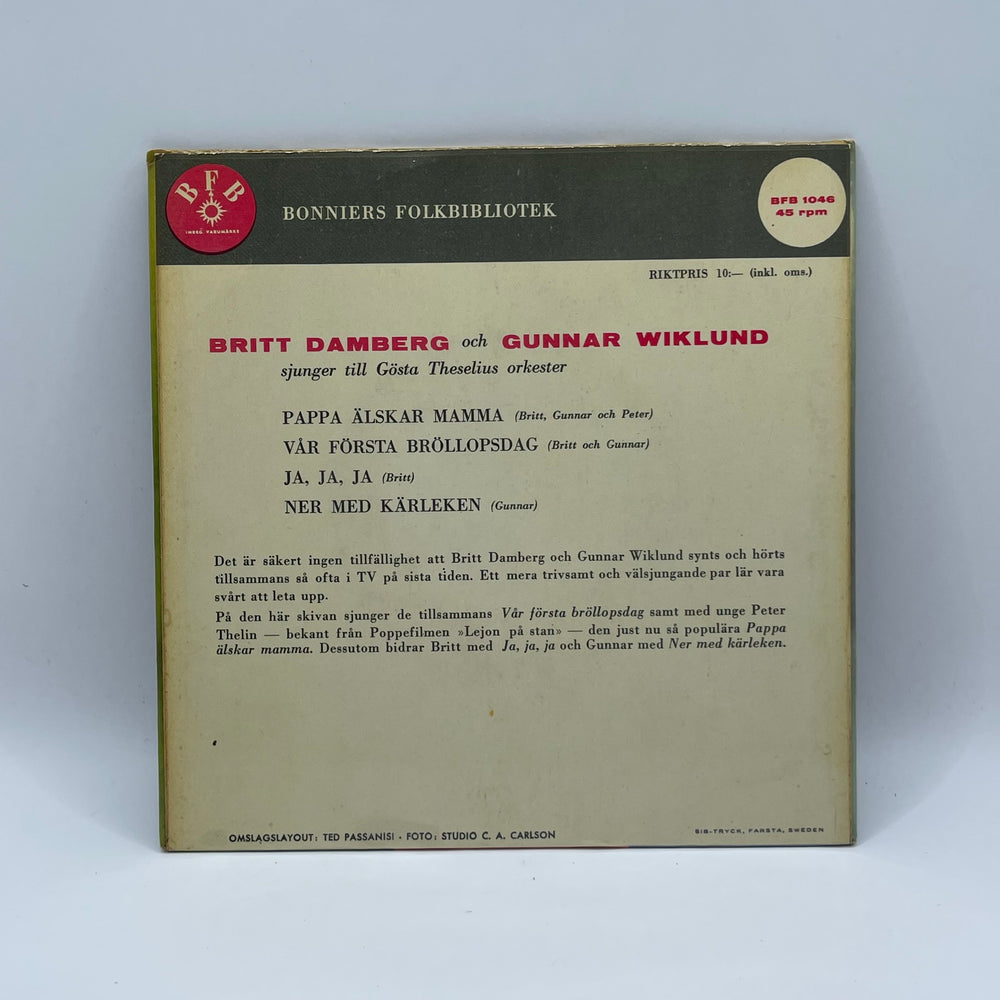 BFB
INREG. VARUMÄRKE
BONNIERS FOLKBIBLIOTEK
BFB 1046
45 rpm
RIKTPRIS 10:— (inkl. oms.)
BRITT DAMBERG och GUNNAR WIKLUND
sjunger till Gösta Theselius orkester
PAPPA ÄLSKAR MAMMA (Britt, Gunnar och Peter)
VÅR FÖRSTA BRÖLLOPSDAG (Britt och Gunnar)
JA, JA, JA (Britt)
NER MED KÄRLEKEN (Gunnar)
Det är säkert ingen tillfällighet att Britt Damberg och Gunnar Wiklund synts och hörts
tillsammans så ofta i TV på sista tiden. Ett mera trivsamt och välsjungande par lär vara
svårt att leta upp.
På den här skivan sjunger de tillsammans Vår första bröllopsdag samt med unge Peter
Thelin — bekant från Poppefilmen »Lejon på stan» — den just nu så populära Pappa
älskar mamma. Dessutom bidrar Britt med Ja, ja, ja och Gunnar med Ner med kärleken.
OMSLAGSLAYOUT: TED PASSANISI · FOTO: STUDIO C. A. CARLSON
SIB-TRYCK, FARSTA, SWEDEN